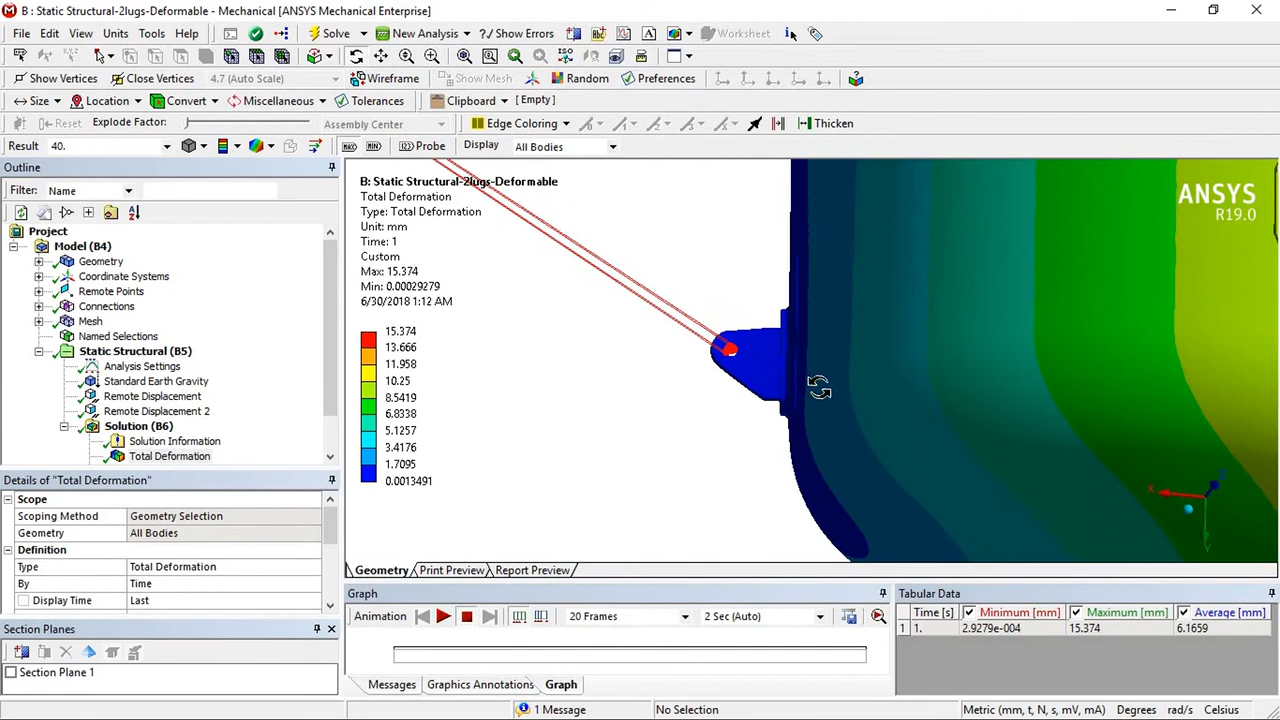 B : Static Structural-2lugs-Deformable - Mechanical [ANSYS Mechanical Enterprise]
File Edit View Units Tools Help Solve New Analysis ?/ Show Errors Worksheet
Show Vertices Close Vertices 4.7 (Auto Scale) Wireframe Show Mesh Random Preferences
Size Location Convert Miscellaneous Tolerances Clipboard [ Empty ]
Reset Explode Factor: Assembly Center Edge Coloring Thicken
Result 40. MAX MIN Probe Display All Bodies
Outline
Filter: Name
Project
Model (B4)
Geometry
Coordinate Systems
Remote Points
Connections
Mesh
Named Selections
Static Structural (B5)
Analysis Settings
Standard Earth Gravity
Remote Displacement
Remote Displacement 2
Solution (B6)
Solution Information
Total Deformation
B: Static Structural-2lugs-Deformable
Total Deformation
Type: Total Deformation
Unit: mm
Time: 1
Custom
Max: 15.374
Min: 0.00029279
6/30/2018 1:12 AM
15.374
13.666
11.958
10.25
8.5419
6.8338
5.1257
3.4176
1.7095
0.0013491
ANSYS
R19.0
X
Y
Z
Details of "Total Deformation"
Scope
Scoping Method Geometry Selection
Geometry All Bodies
Definition
Type Total Deformation
By Time
Display Time Last
Section Planes
Section Plane 1
Geometry Print Preview Report Preview
Graph
Animation 20 Frames 2 Sec (Auto)
Messages Graphics Annotations Graph
Tabular Data
Time [s] Minimum [mm] Maximum [mm] Average [mm]
1 1. 2.9279e-004 15.374 6.1659
1 Message No Selection Metric (mm, t, N, s, mV, mA) Degrees rad/s Celsius